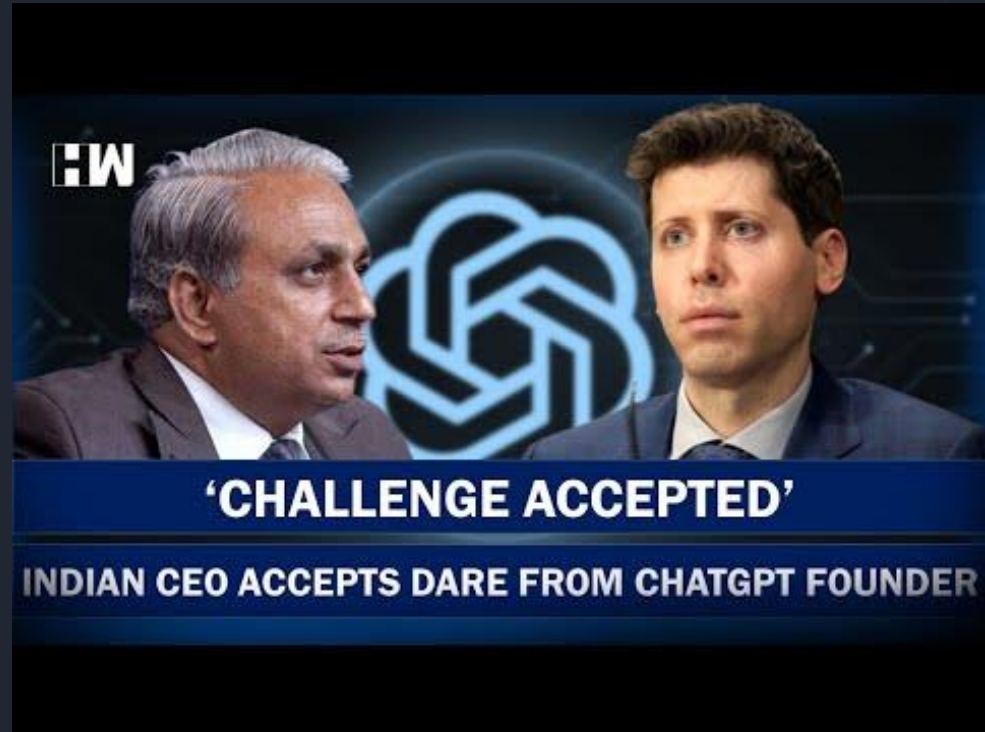 HW
‘CHALLENGE ACCEPTED’
INDIAN CEO ACCEPTS DARE FROM CHATGPT FOUNDER